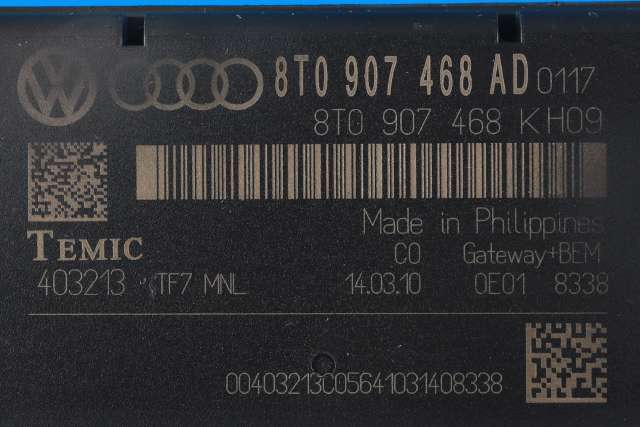 8T0 907 468 AD 0117
8T0 907 468 K H09
Made in Philippines
TEMIC C0 Gateway+BEM
403213 TF7 MNL 14.03.10 0E01 8338
00403213C05641031408338